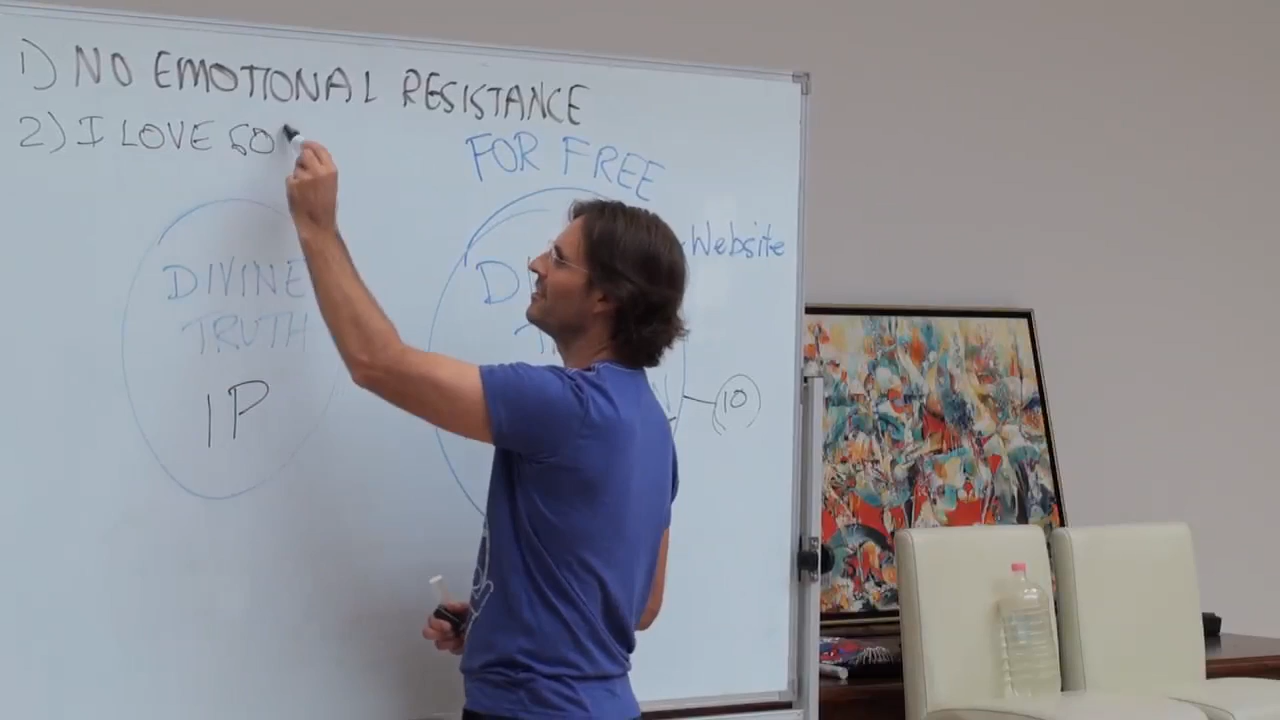 1) NO EMOTIONAL RESISTANCE
2) I LOVE GO
FOR FREE
Website
DIVINE
TRUTH
1P
D
T
N
10